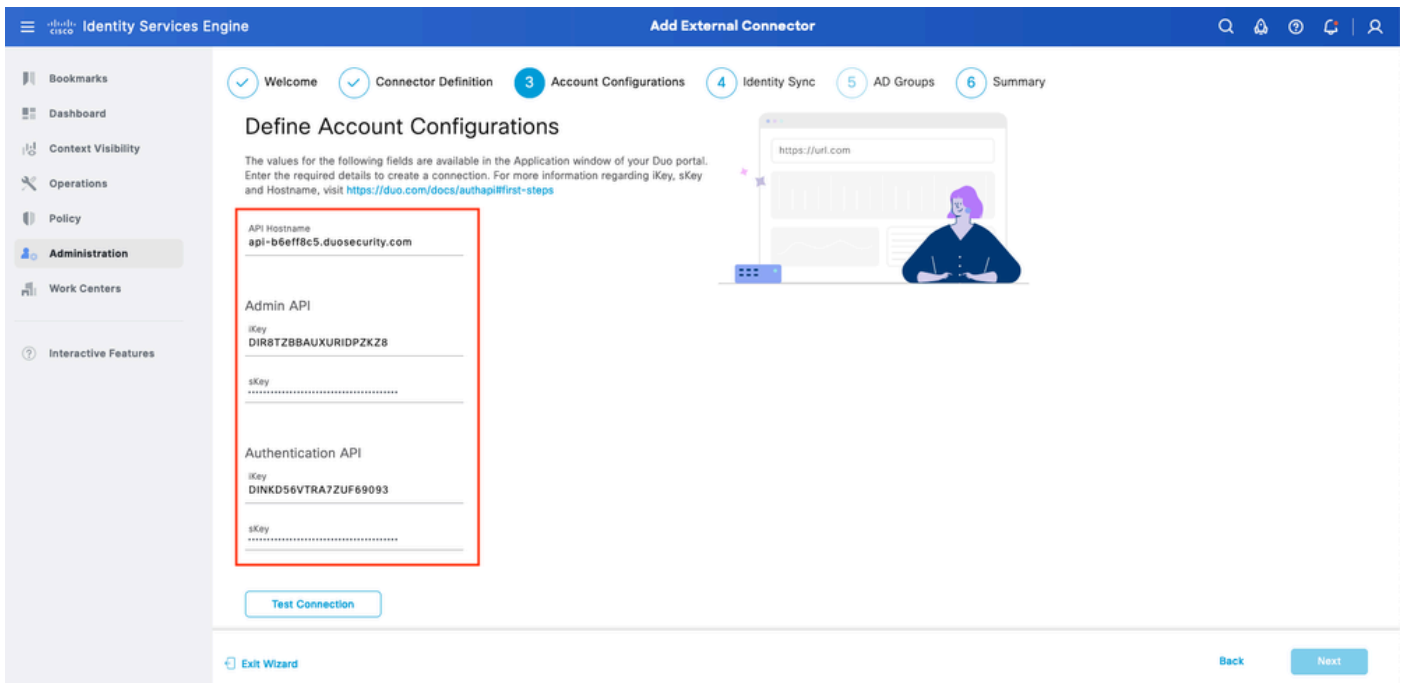 cisco Identity Services Engine
Add External Connector
Bookmarks
Dashboard
Context Visibility
Operations
Policy
Administration
Work Centers
Interactive Features
Welcome
Connector Definition
3 Account Configurations
4 Identity Sync
5 AD Groups
6 Summary
Define Account Configurations
The values for the following fields are available in the Application window of your Duo portal.
Enter the required details to create a connection. For more information regarding iKey, sKey
and Hostname, visit https://duo.com/docs/authapi#first-steps
https://url.com
API Hostname
api-b6eff8c5.duosecurity.com
Admin API
iKey
DIR8TZBBAUXURIDPZKZ8
sKey
Authentication API
iKey
DINKD56VTRA7ZUF69093
sKey
Test Connection
Exit Wizard
Back
Next